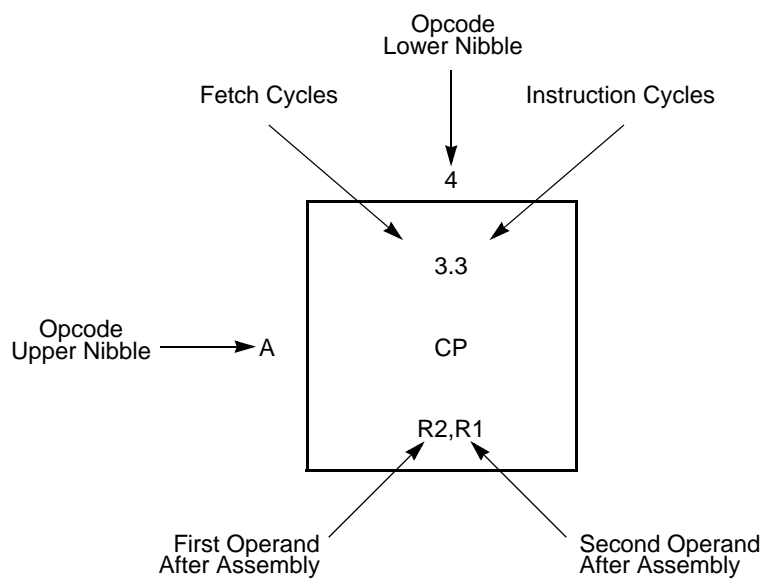 Opcode
Lower Nibble
Fetch Cycles
Instruction Cycles
4
3.3
Opcode
Upper Nibble
A
CP
R2,R1
First Operand
After Assembly
Second Operand
After Assembly